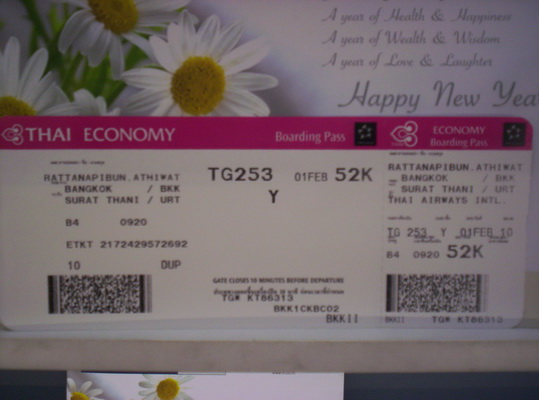 A year of Health & Happiness
A year of Wealth & Wisdom
A year of Love & Laughter
Happy New Year
THAI ECONOMY
Boarding Pass
RATTANAPIBUN.ATHIWAT
BANGKOK / BKK
SURAT THANI / URT
B4 0920
ETKT 2172429572692
10 DUP
TG253 01FEB 52K
Y
GATE CLOSES 10 MINUTES BEFORE DEPARTURE
TG# KT86313
BKK1CKBC02
BKKII
ECONOMY
Boarding Pass
RATTANAPIBUN.ATHIWAT
BANGKOK / BKK
SURAT THANI / URT
THAI AIRWAYS INTL.
TG 253 Y 01FEB 10
B4 0920 52K
BKKII TG# KT86313